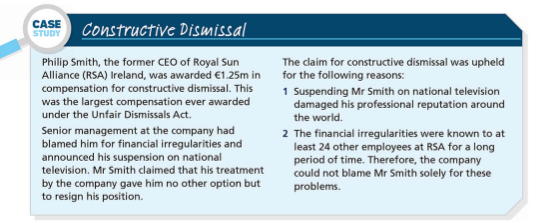 CASE
STUDY
Constructive Dismissal
Philip Smith, the former CEO of Royal Sun
Alliance (RSA) Ireland, was awarded €1.25m in
compensation for constructive dismissal. This
was the largest compensation ever awarded
under the Unfair Dismissals Act.
Senior management at the company had
blamed him for financial irregularities and
announced his suspension on national
television. Mr Smith claimed that his treatment
by the company gave him no other option but
to resign his position.
The claim for constructive dismissal was upheld
for the following reasons:
1 Suspending Mr Smith on national television
damaged his professional reputation around
the world.
2 The financial irregularities were known to at
least 24 other employees at RSA for a long
period of time. Therefore, the company
could not blame Mr Smith solely for these
problems.